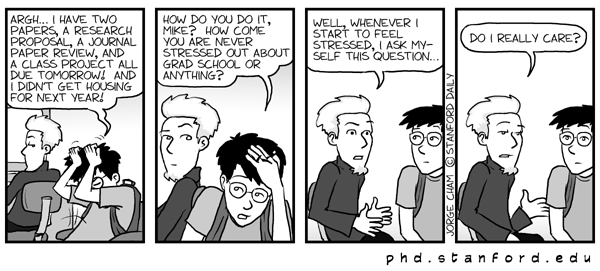 ARGH... I HAVE TWO
PAPERS, A RESEARCH
PROPOSAL, A JOURNAL
PAPER REVIEW, AND
A CLASS PROJECT ALL
DUE TOMORROW! AND
I DIDN'T GET HOUSING
FOR NEXT YEAR!
HOW DO YOU DO IT,
MIKE? HOW COME
YOU ARE NEVER
STRESSED OUT ABOUT
GRAD SCHOOL OR
ANYTHING?
WELL, WHENEVER I
START TO FEEL
STRESSED, I ASK MY-
SELF THIS QUESTION...
DO I REALLY CARE?
JORGE CHAM © STANFORD DAILY
phd.stanford.edu